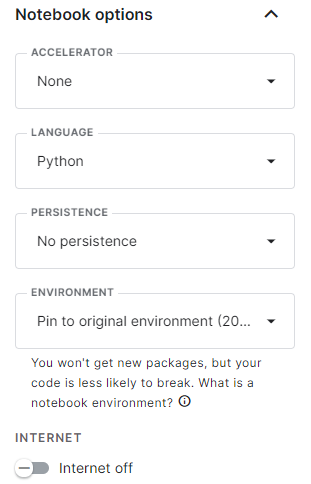 Notebook options
ACCELERATOR
None
LANGUAGE
Python
PERSISTENCE
No persistence
ENVIRONMENT
Pin to original environment (20...
You won't get new packages, but your
code is less likely to break. What is a
notebook environment?
INTERNET
Internet off